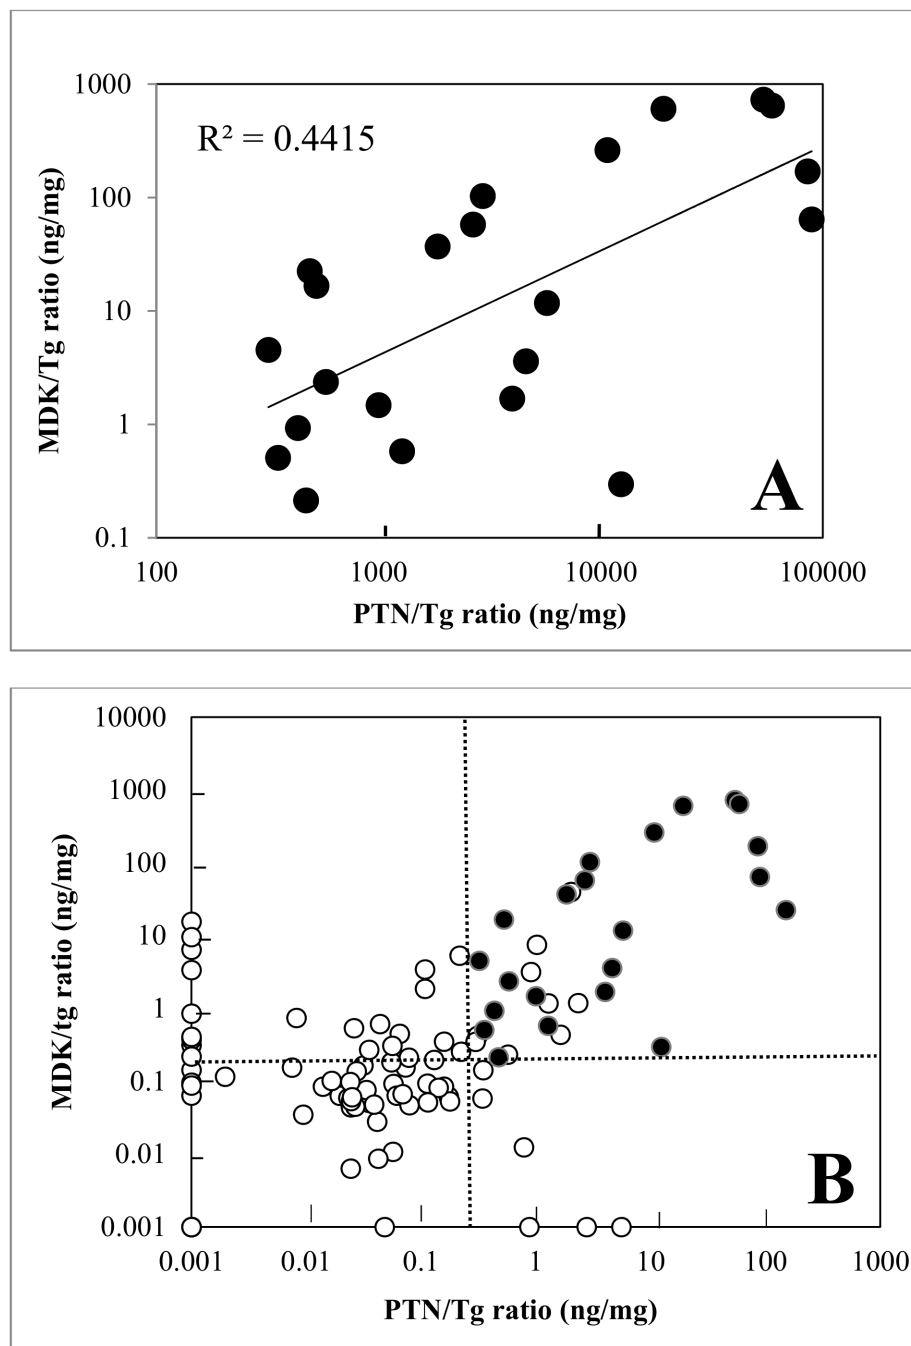 1000
R² = 0.4415
100
10
1
0.1
MDK/Tg ratio (ng/mg)
A
100 1000 10000 100000
PTN/Tg ratio (ng/mg)
10000
1000
100
10
1
0.1
0.01
0.001
MDK/tg ratio (ng/mg)
B
0.001 0.01 0.1 1 10 100 1000
PTN/Tg ratio (ng/mg)